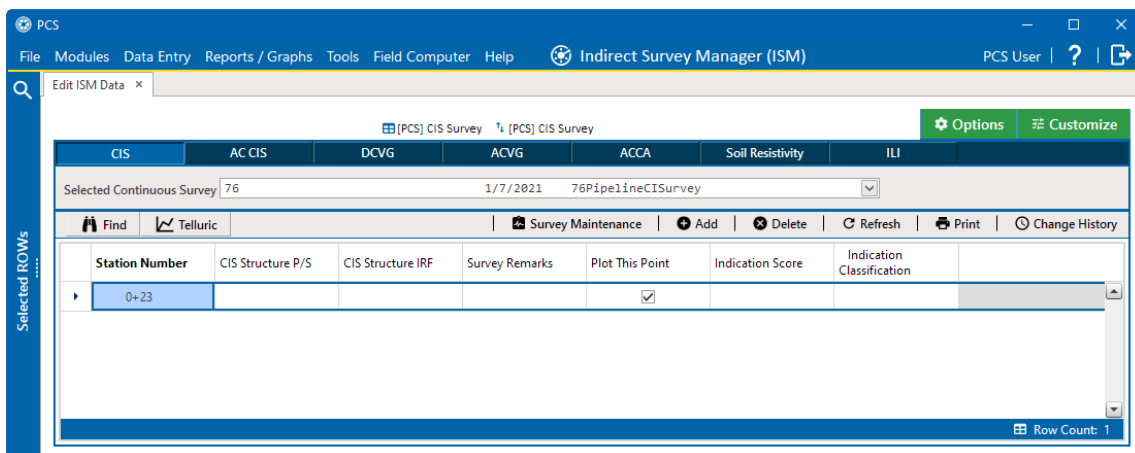 PCS
File Modules Data Entry Reports / Graphs Tools Field Computer Help Indirect Survey Manager (ISM) PCS User | ? |
Edit ISM Data ×
[PCS] CIS Survey [PCS] CIS Survey Options Customize
CIS AC CIS DCVG ACVG ACCA Soil Resistivity ILI
Selected Continuous Survey 76 1/7/2021 76PipelineCISurvey
Find Telluric | Survey Maintenance | Add | Delete | Refresh | Print | Change History
Selected ROWs
Station Number CIS Structure P/S CIS Structure IRF Survey Remarks Plot This Point Indication Score Indication
Classification
0+23
Row Count: 1